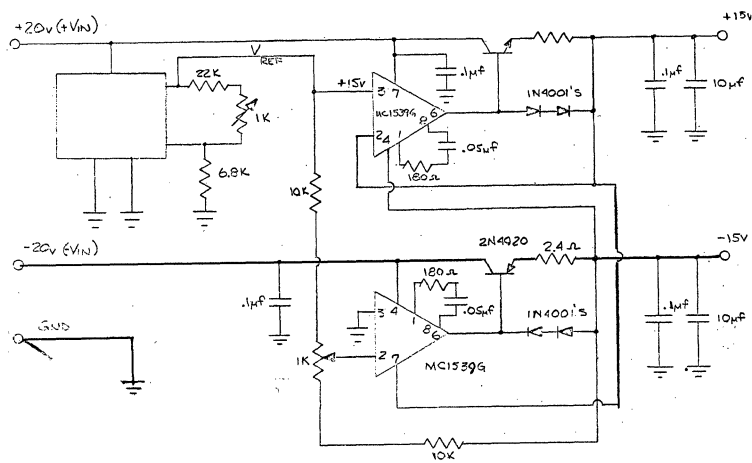 +20v (+VIN)
+15v
V REF
22K
1K
6.8K
+15v
3 7
MC1539G
6
8
2 4
1
.1μf
1N4001'S
.05μf
180Ω
.1μf
10μf
10K
-20v (-VIN)
2N4920
2.4Ω
-15v
.1μf
180Ω
.05μf
3 4
1
8 6
2 7
1N4001'S
MC1539G
.1μf
10μf
GND
1K
10K